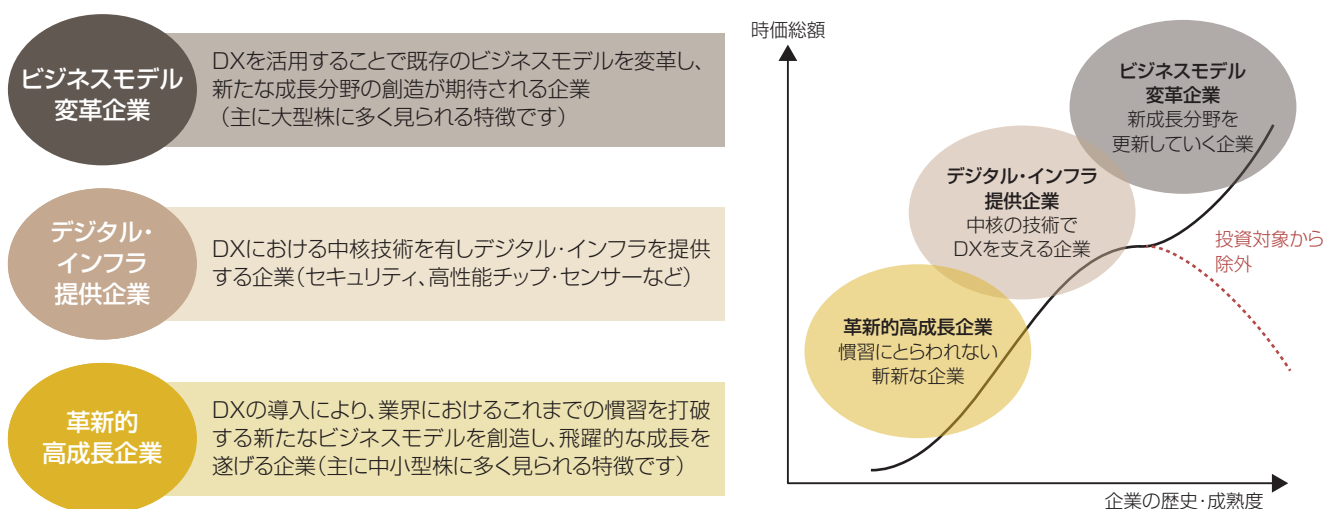 ビジネスモデル
変革企業
DXを活用することで既存のビジネスモデルを変革し、
新たな成長分野の創造が期待される企業
（主に大型株に多く見られる特徴です）
デジタル・
インフラ
提供企業
DXにおける中核技術を有しデジタル・インフラを提供
する企業（セキュリティ、高性能チップ・センサーなど）
革新的
高成長企業
DXの導入により、業界におけるこれまでの慣習を打破
する新たなビジネスモデルを創造し、飛躍的な成長を
遂げる企業（主に中小型株に多く見られる特徴です）
時価総額
ビジネスモデル
変革企業
新成長分野を
更新していく企業
デジタル・インフラ
提供企業
中核の技術で
DXを支える企業
投資対象から
除外
革新的高成長企業
慣習にとらわれない
斬新な企業
企業の歴史・成熟度